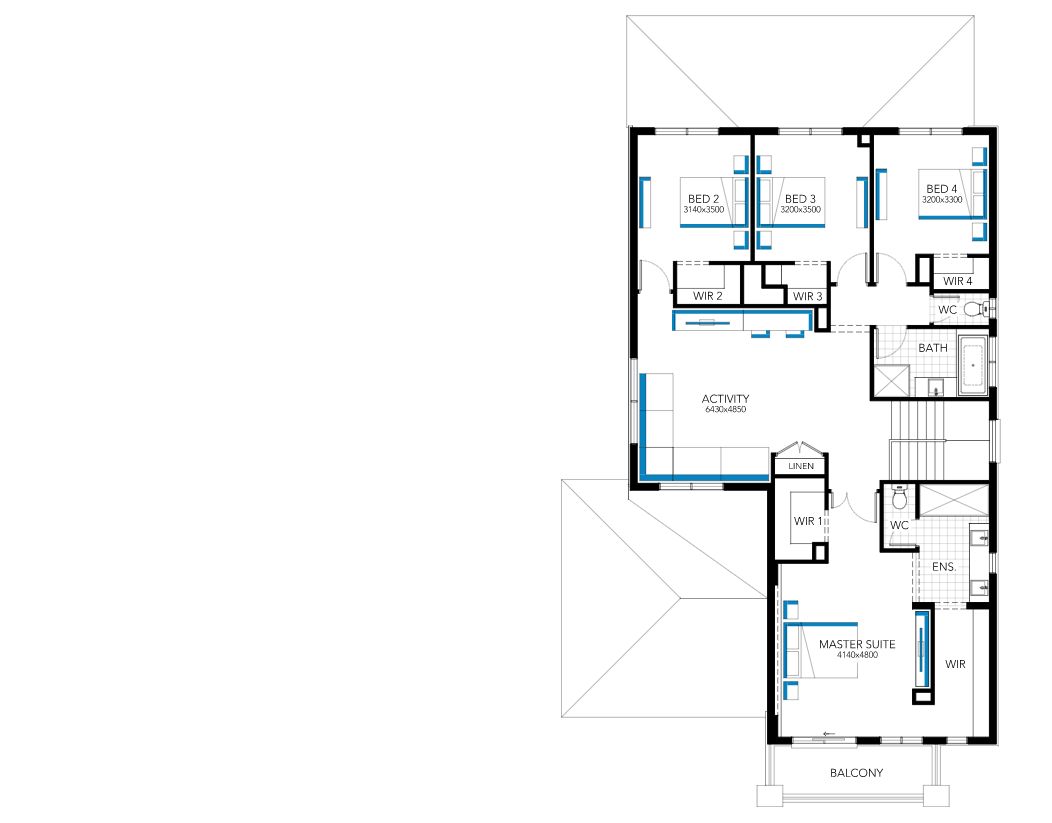 BED 2
3140x3500
BED 3
3200x3500
BED 4
3200x3300
WIR 2
WIR 3
WIR 4
WC
BATH
ACTIVITY
6430x4850
LINEN
WIR 1
WC
ENS.
MASTER SUITE
4140x4800
WIR
BALCONY